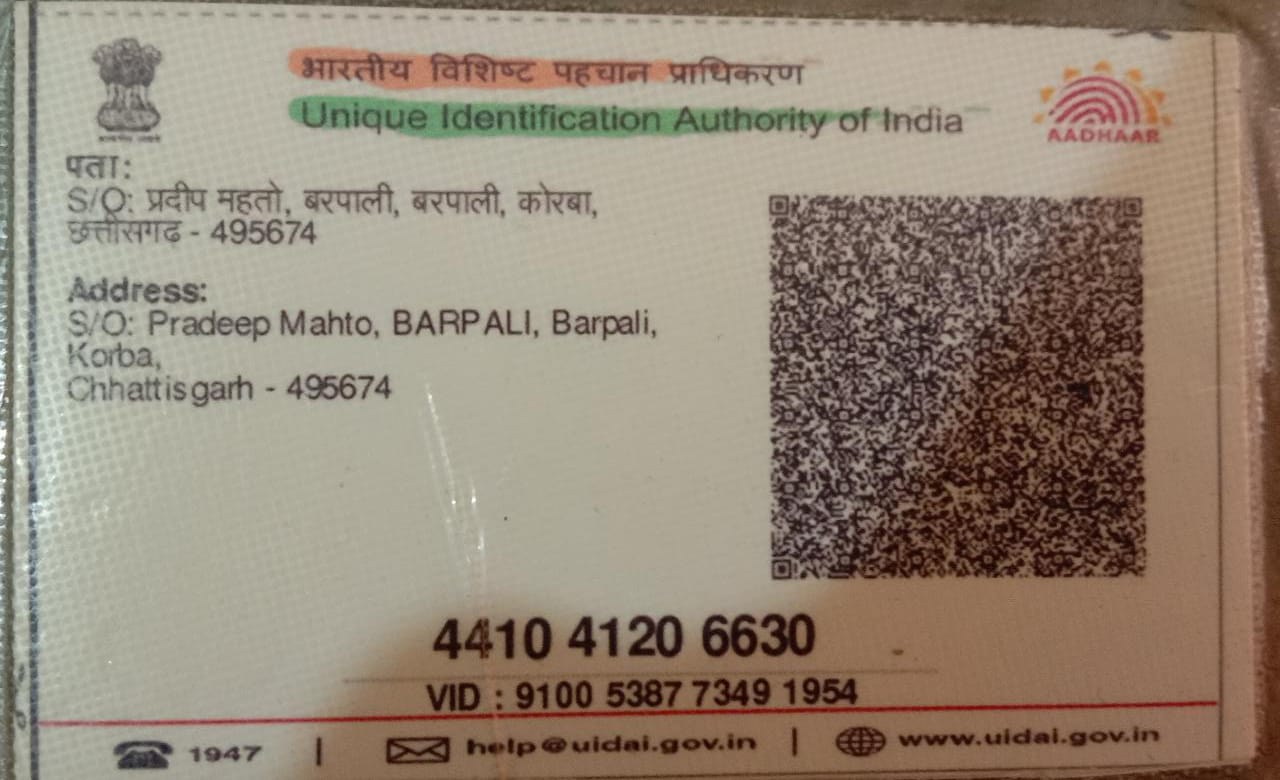 भारतीय विशिष्ट पहचान प्राधिकरण
Unique Identification Authority of India
AADHAAR
पता:
S/O: प्रदीप महतो, बरपाली, बरपाली, कोरबा,
छत्तीसगढ - 495674
Address:
S/O: Pradeep Mahto, BARPALI, Barpali,
Korba,
Chhattisgarh - 495674
4410 4120 6630
VID : 9100 5387 7349 1954
1947 | help@uidai.gov.in | www.uidai.gov.in